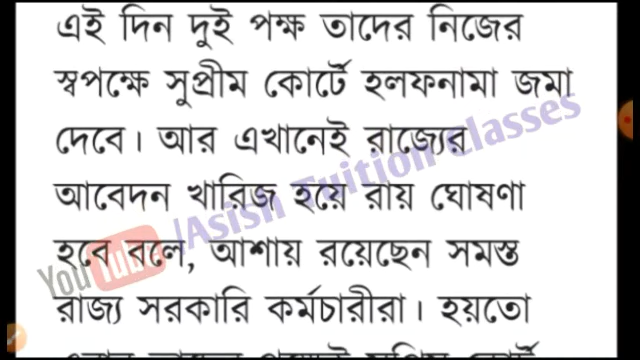 এই দিন দুই পক্ষ তাদের নিজের
স্বপক্ষে সুপ্রীম কোর্টে হলফনামা জমা
দেবে। আর এখানেই রাজ্যের
আবেদন খারিজ হয়ে রায় ঘোষণা
হবে বলে, আশায় রয়েছেন সমস্ত
রাজ্য সরকারি কর্মচারীরা। হয়তো
YouTube/Asish Tuition Classes